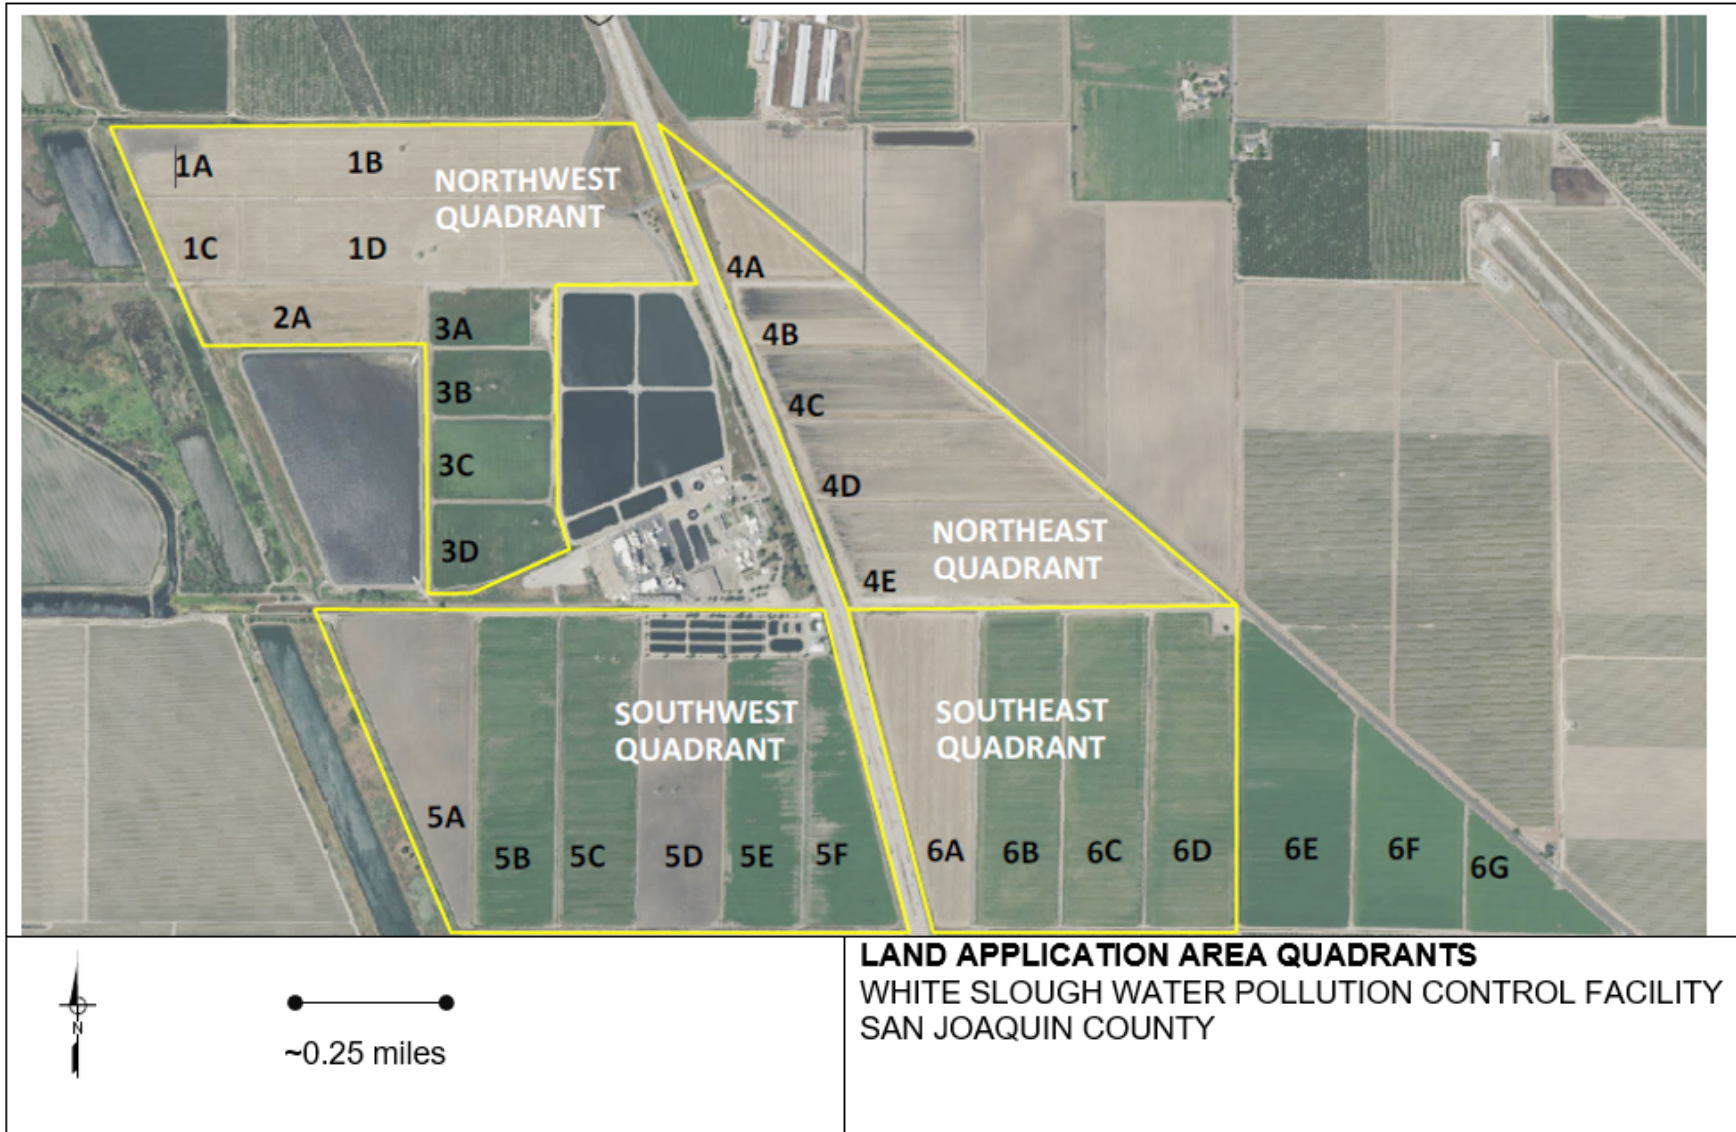 1A
1B
NORTHWEST
QUADRANT
1C
1D
4A
2A
3A
4B
3B
4C
3C
4D
3D
NORTHEAST
QUADRANT
4E
SOUTHWEST
QUADRANT
SOUTHEAST
QUADRANT
5A
5B
5C
5D
5E
5F
6A
6B
6C
6D
6E
6F
6G
N
~0.25 miles
LAND APPLICATION AREA QUADRANTS
WHITE SLOUGH WATER POLLUTION CONTROL FACILITY
SAN JOAQUIN COUNTY